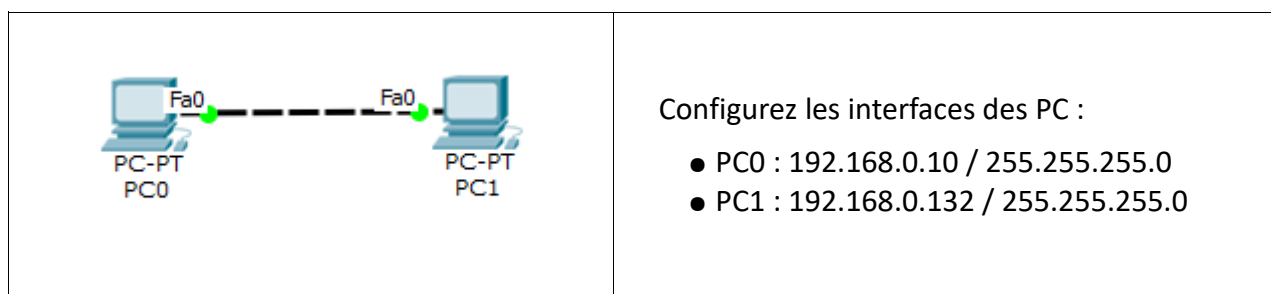 Fa0 Fa0
PC-PT PC-PT
PC0 PC1
Configurez les interfaces des PC :
● PC0 : 192.168.0.10 / 255.255.255.0
● PC1 : 192.168.0.132 / 255.255.255.0